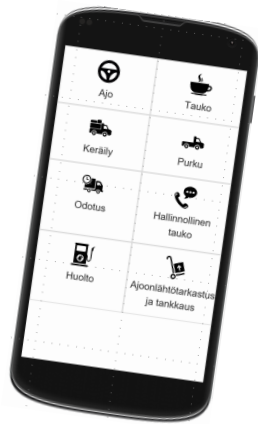 Ajo
Tauko
Keräily
Purku
Odotus
Hallinnollinen
tauko
Huolto
Ajoonlähtötarkastus
ja tankkaus